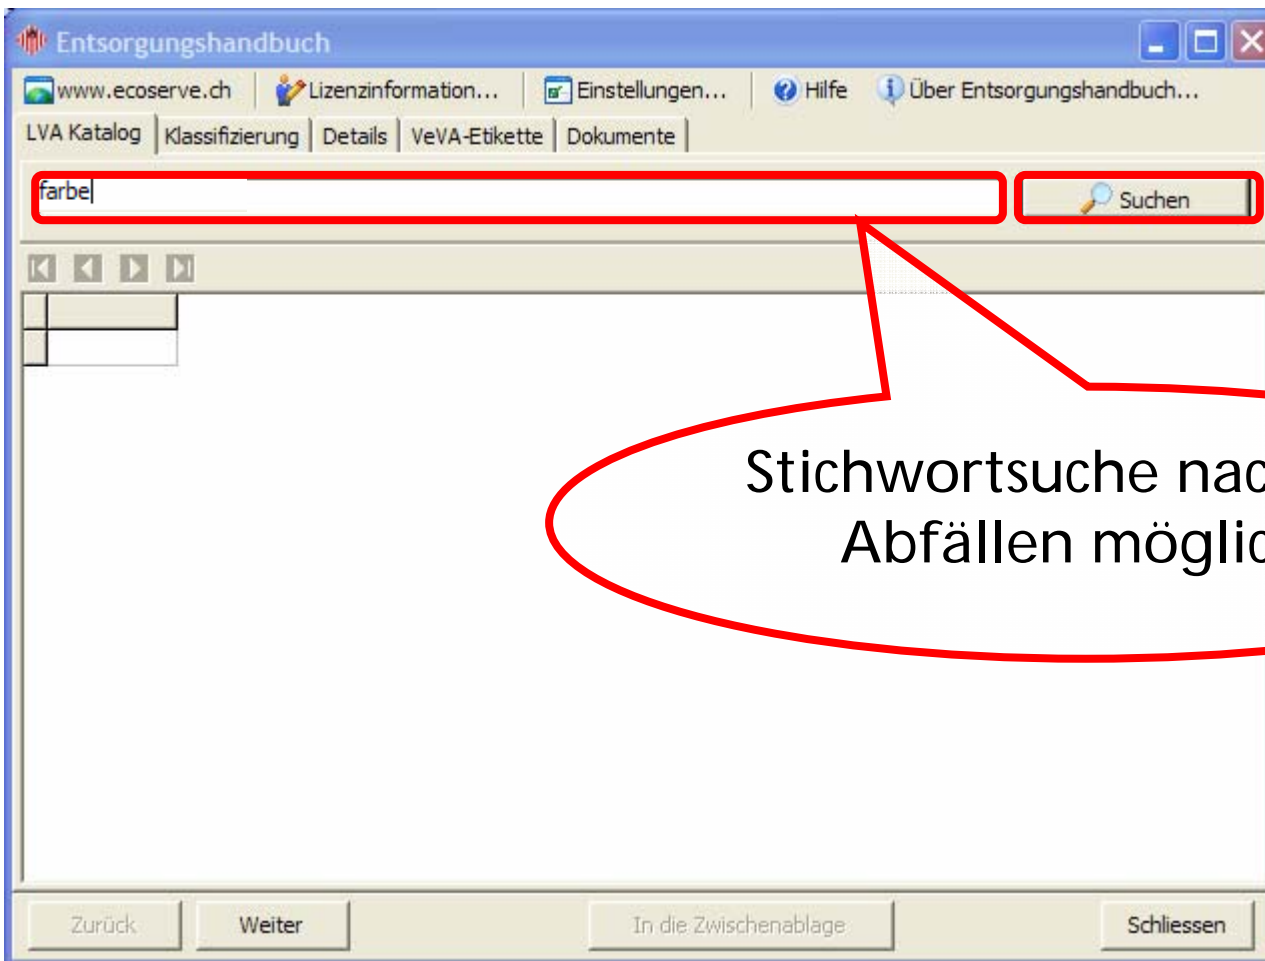 Entsorgungshandbuch
www.ecoserve.ch Lizenzinformation... Einstellungen... Hilfe Über Entsorgungshandbuch...
LVA Katalog Klassifizierung Details VeVA-Etikette Dokumente
farbe Suchen
Stichwortsuche nac
Abfällen möglic
Zurück Weiter In die Zwischenablage Schliessen